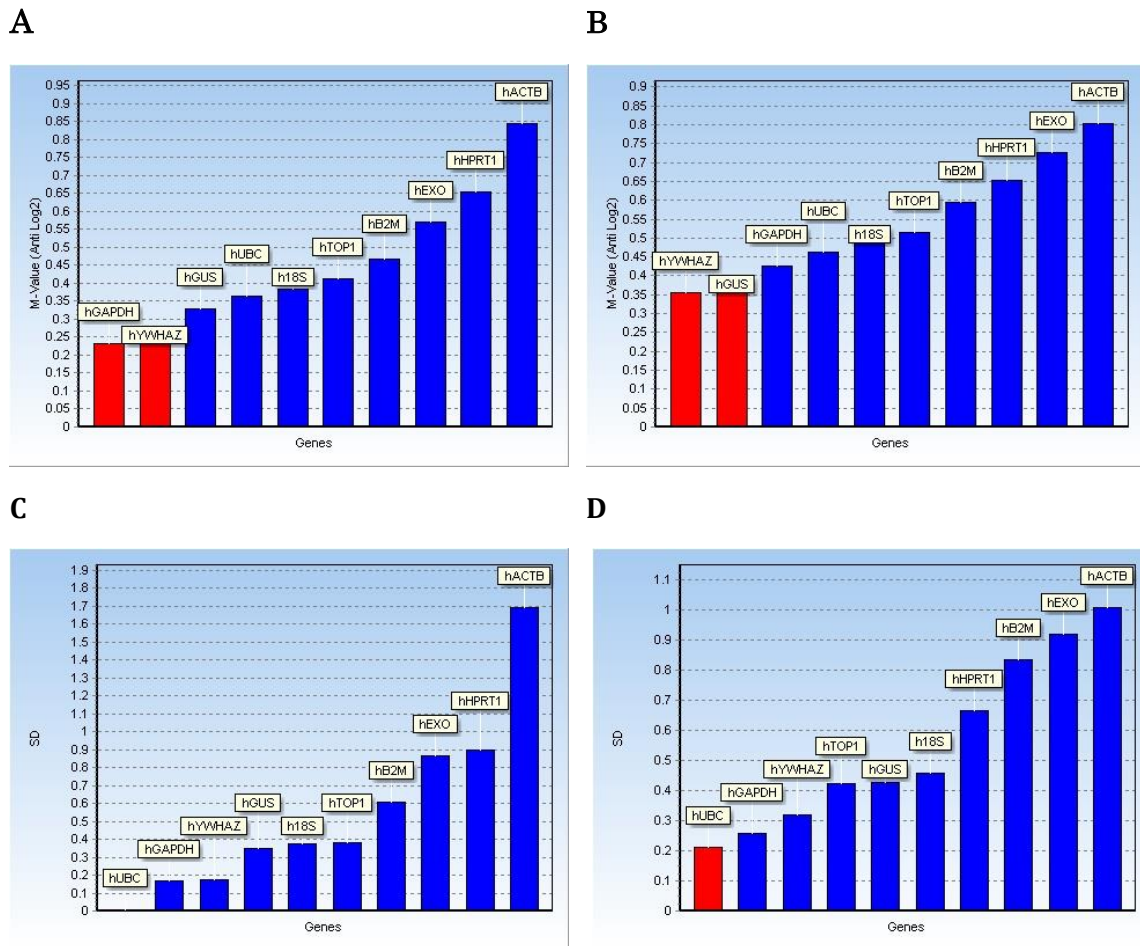 A
B
0.95
0.9
0.85
0.8
0.75
0.7
0.65
0.6
0.55
0.5
0.45
0.4
0.35
0.3
0.25
0.2
0.15
0.1
0.05
0
M-Value (Anti Log2)
hGAPDH
hYWHAZ
hGUS
hUBC
h18S
hTOP1
hB2M
hEXO
hHPRT1
hACTB
Genes
0.9
0.85
0.8
0.75
0.7
0.65
0.6
0.55
0.5
0.45
0.4
0.35
0.3
0.25
0.2
0.15
0.1
0.05
0
M-Value (Anti Log2)
hYWHAZ
hGUS
hGAPDH
hUBC
h18S
hTOP1
hB2M
hHPRT1
hEXO
hACTB
Genes
C
D
1.9
1.8
1.7
1.6
1.5
1.4
1.3
1.2
1.1
1
0.9
0.8
0.7
0.6
0.5
0.4
0.3
0.2
0.1
0
SD
hUBC
hGAPDH
hYWHAZ
hGUS
h18S
hTOP1
hB2M
hEXO
hHPRT1
hACTB
Genes
1.1
1
0.9
0.8
0.7
0.6
0.5
0.4
0.3
0.2
0.1
0
SD
hUBC
hGAPDH
hYWHAZ
hTOP1
hGUS
h18S
hHPRT1
hB2M
hEXO
hACTB
Genes